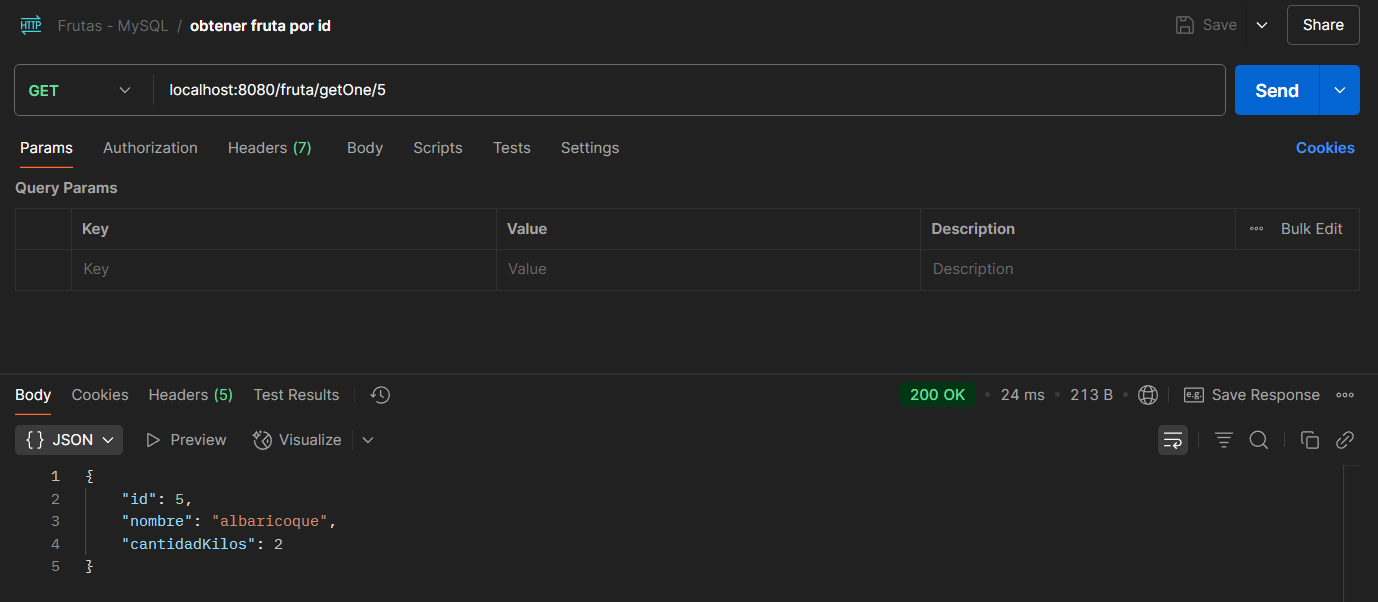 HTTP Frutas - MySQL / obtener fruta por id Save Share
GET localhost:8080/fruta/getOne/5 Send
Params Authorization Headers (7) Body Scripts Tests Settings Cookies
Query Params
Key Value Description Bulk Edit
Key Value Description
Body Cookies Headers (5) Test Results 200 OK • 24 ms • 213 B • e.g. Save Response
{} JSON Preview Visualize
1 {
2 "id": 5,
3 "nombre": "albaricoque",
4 "cantidadKilos": 2
5 }